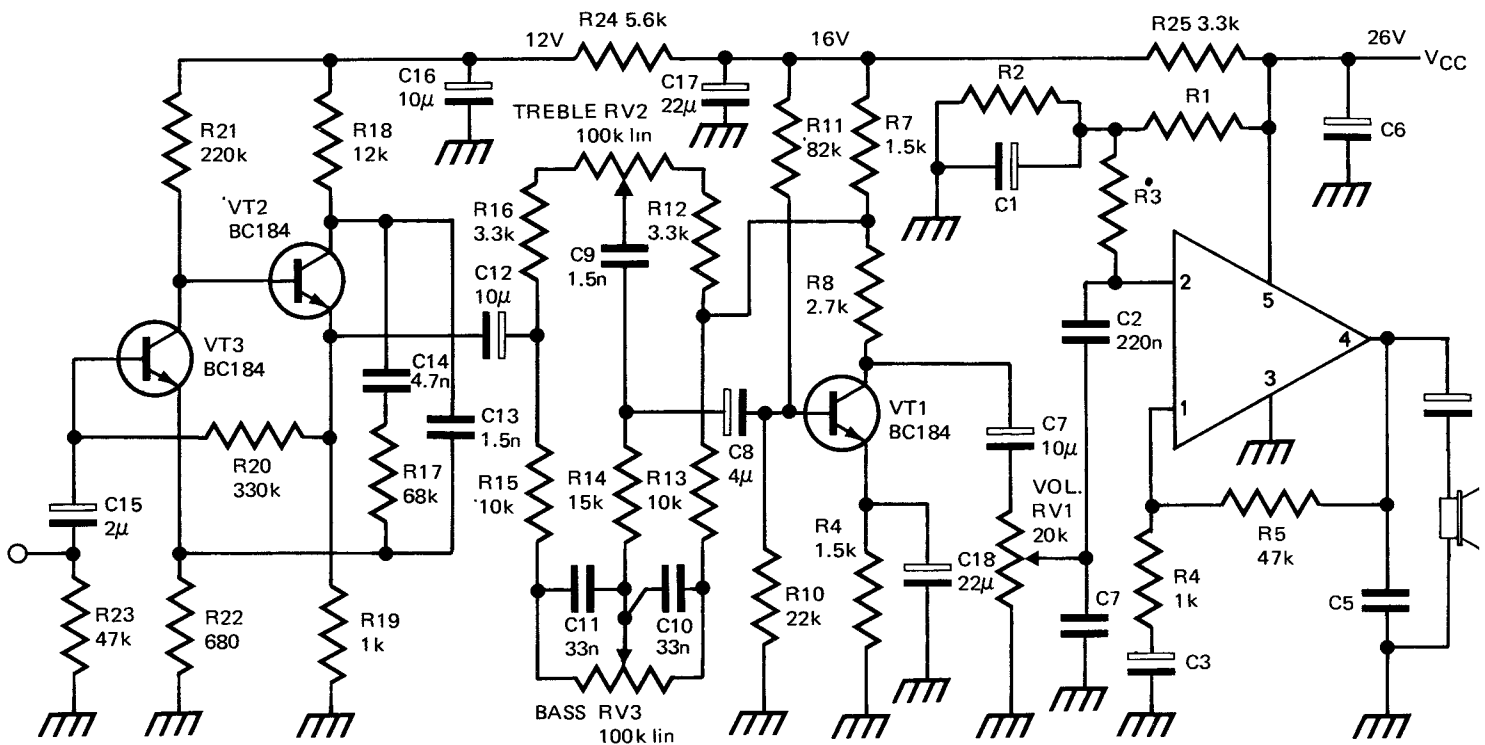 R24 5.6k
R25 3.3k
12V
16V
26V
VCC
C16
10μ
C17
22μ
R2
R1
R21
220k
R18
12k
TREBLE RV2
100k lin
R11
82k
R7
1.5k
C6
C1
R3
VT2
BC184
R16
3.3k
R12
3.3k
C9
1.5n
C12
10μ
R8
2.7k
2
5
C2
220n
4
VT3
BC184
C14
4.7n
3
VT1
BC184
1
C13
1.5n
C7
10μ
R20
330k
R17
68k
R15
10k
R14
15k
R13
10k
C8
4μ
VOL.
RV1
20k
R5
47k
C15
2μ
R4
1.5k
C18
22μ
R4
1k
R10
22k
C7
C5
R23
47k
R22
680
R19
1k
C11
33n
C10
33n
C3
BASS RV3
100k lin